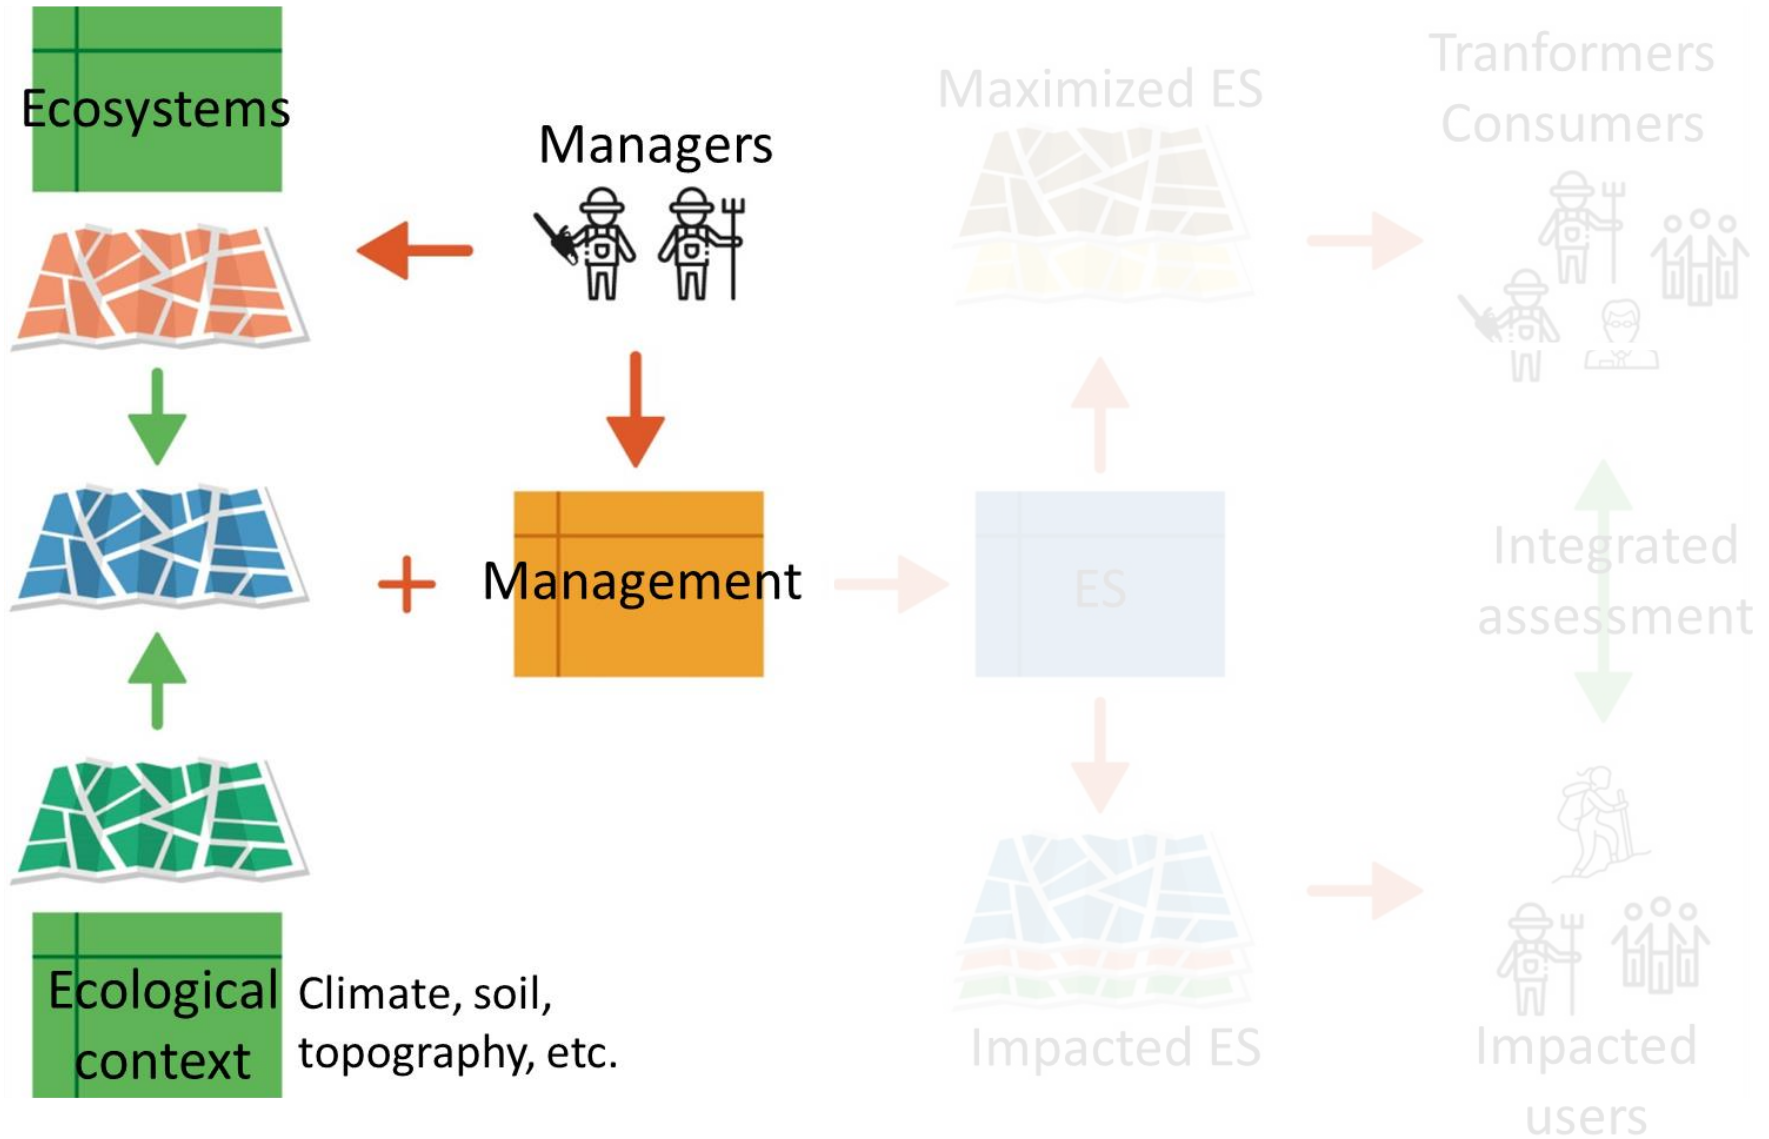 Ecosystems
Managers
Maximized ES
Tranformers
Consumers
Management
ES
Integrated
assessment
Ecological
context
Climate, soil,
topography, etc.
Impacted ES
Impacted
users